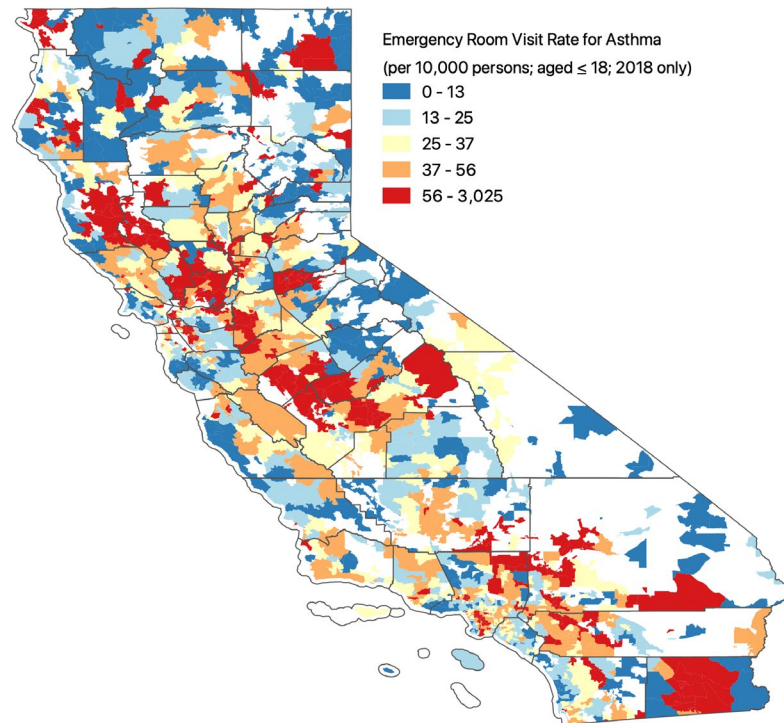 Emergency Room Visit Rate for Asthma
(per 10,000 persons; aged ≤ 18; 2018 only)
0 - 13
13 - 25
25 - 37
37 - 56
56 - 3,025